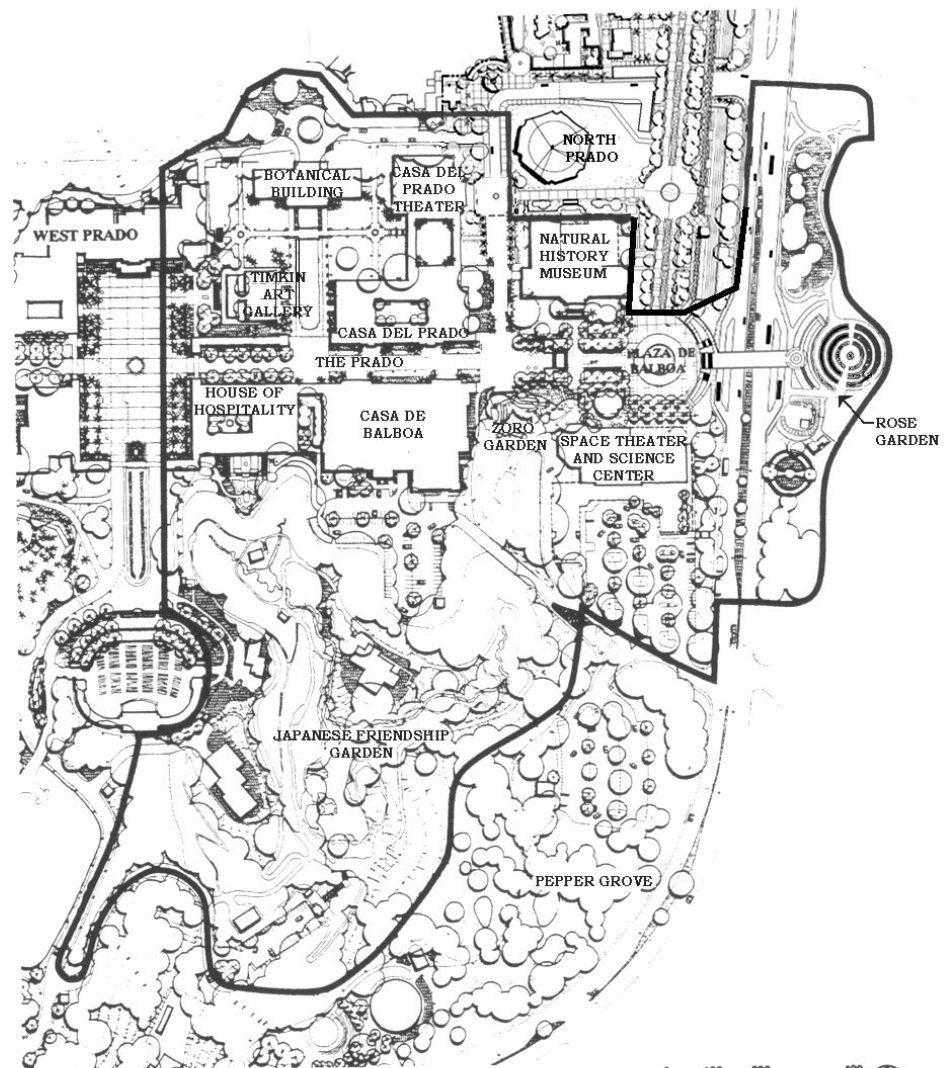 NORTH
PRADO
BOTANICAL
BUILDING
CASA DEL
PRADO
THEATER
WEST PRADO
NATURAL
HISTORY
MUSEUM
TIMKIN
ART
GALLERY
CASA DEL PRADO
THE PRADO
PLAZA DE
BALBOA
HOUSE OF
HOSPITALITY
CASA DE
BALBOA
ZORO
GARDEN
ROSE
GARDEN
SPACE THEATER
AND SCIENCE
CENTER
JAPANESE FRIENDSHIP
GARDEN
PEPPER GROVE